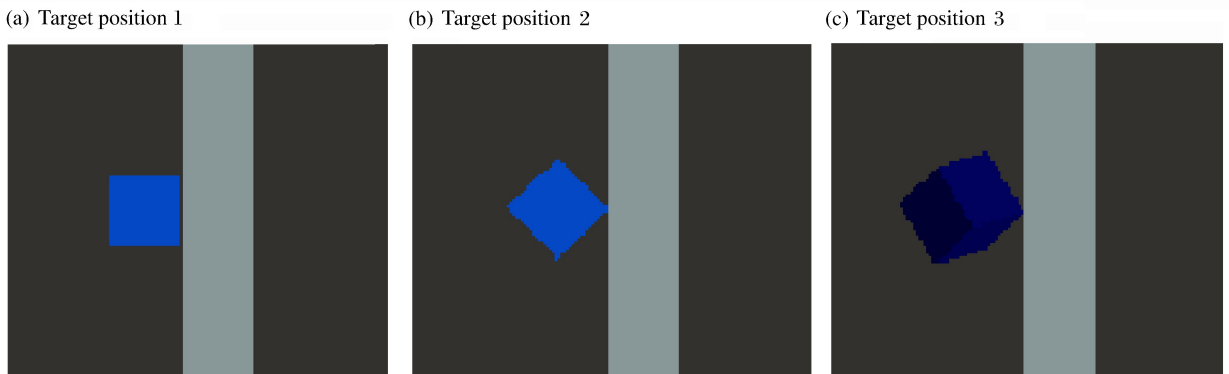 (a) Target position 1
(b) Target position 2
(c) Target position 3